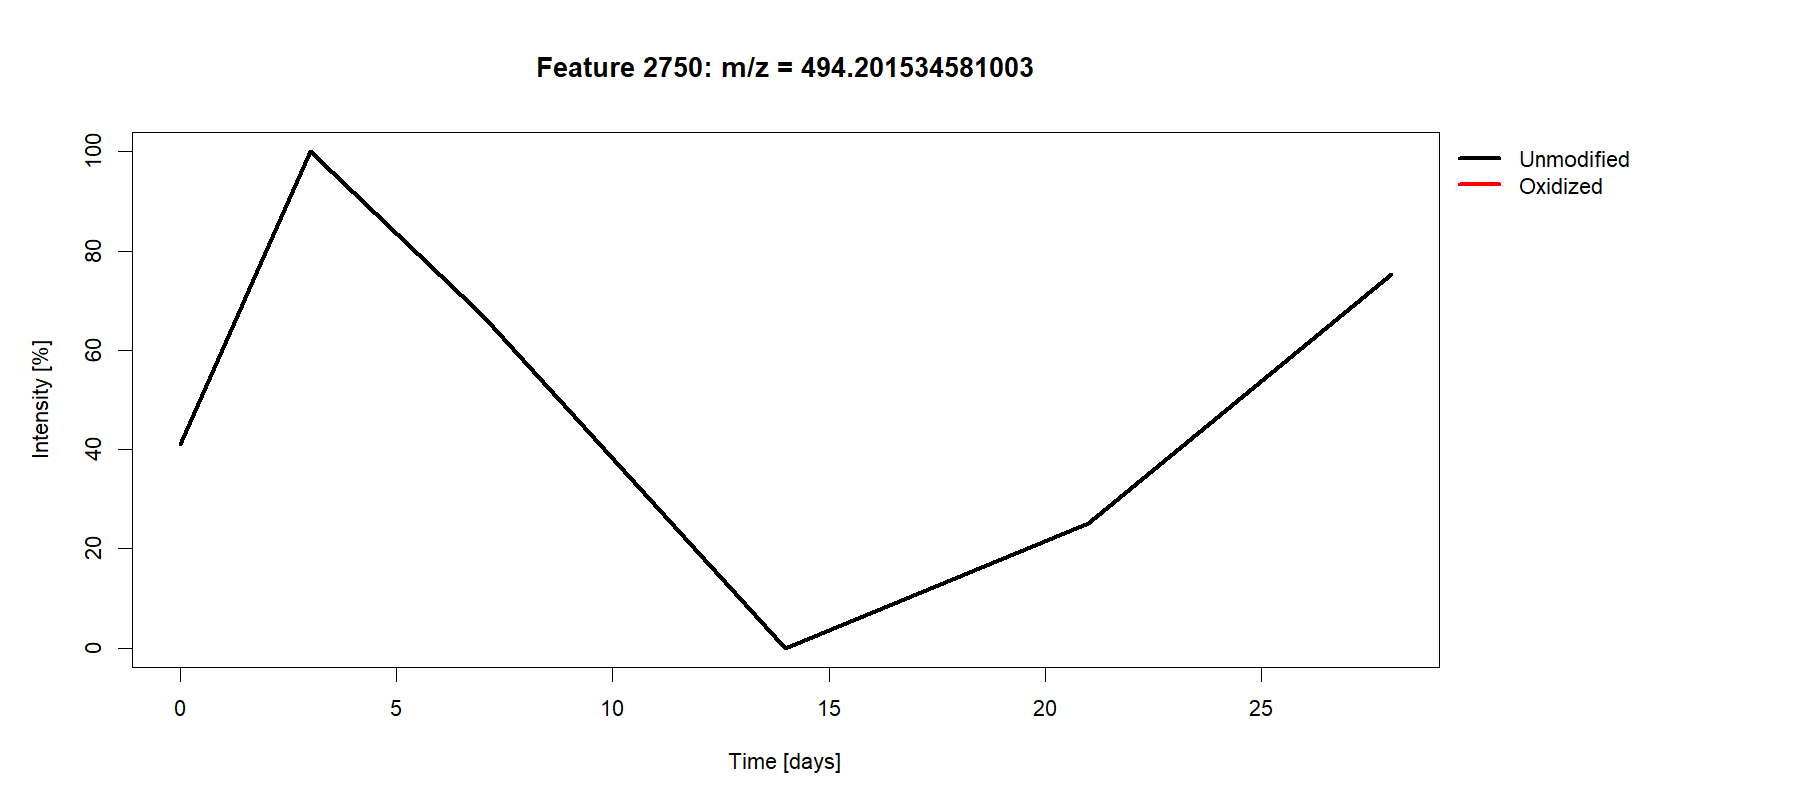 Feature 2750: m/z = 494.201534581003
Unmodified
Oxidized
Intensity [%]
100
80
60
40
20
0
0 5 10 15 20 25
Time [days]